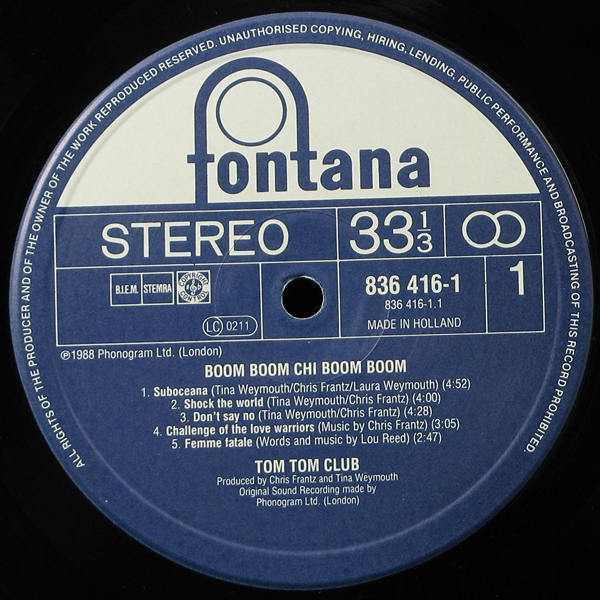 ALL RIGHTS OF THE PRODUCER AND OF THE OWNER OF THE WORK REPRODUCED RESERVED. UNAUTHORISED COPYING, HIRING, LENDING, PUBLIC PERFORMANCE AND BROADCASTING OF THIS RECORD PROHIBITED.
fontana
STEREO
33 1/3
836 416-1
836 416-1.1
MADE IN HOLLAND
1
B.I.E.M. STEMRA COPYRIGHT CONTROL
LC 0211
℗1988 Phonogram Ltd. (London)
BOOM BOOM CHI BOOM BOOM
1. Suboceana (Tina Weymouth/Chris Frantz/Laura Weymouth) (4:52)
2. Shock the world (Tina Weymouth/Chris Frantz) (4:00)
3. Don't say no (Tina Weymouth/Chris Frantz) (4:28)
4. Challenge of the love warriors (Music by Chris Frantz) (3:05)
5. Femme fatale (Words and music by Lou Reed) (2:47)
TOM TOM CLUB
Produced by Chris Frantz and Tina Weymouth
Original Sound Recording made by
Phonogram Ltd. (London)